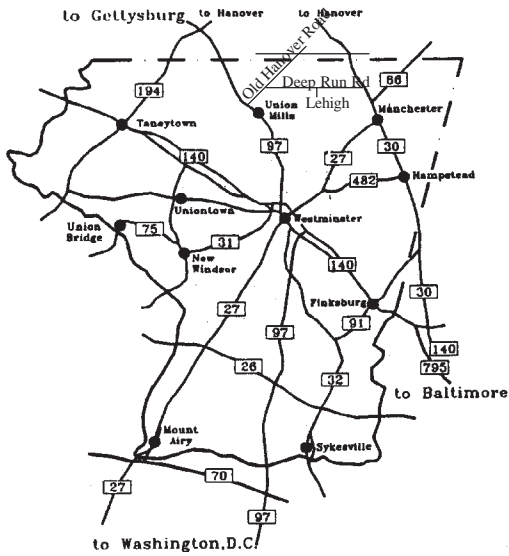 to Gettysburg
to Hanover
to Hanover
Old Hanover Road
86
194
Deep Run Rd
Lehigh
Union
Mills
Manchester
Taneytown
97
30
140
27
482
Hampstead
Uniontown
Westminster
Union
Bridge
75
31
New
Windsor
140
27
Finksburg
30
97
91
140
26
795
32
to Baltimore
Mount
Airy
Sykesville
70
27
97
to Washington,D.C.